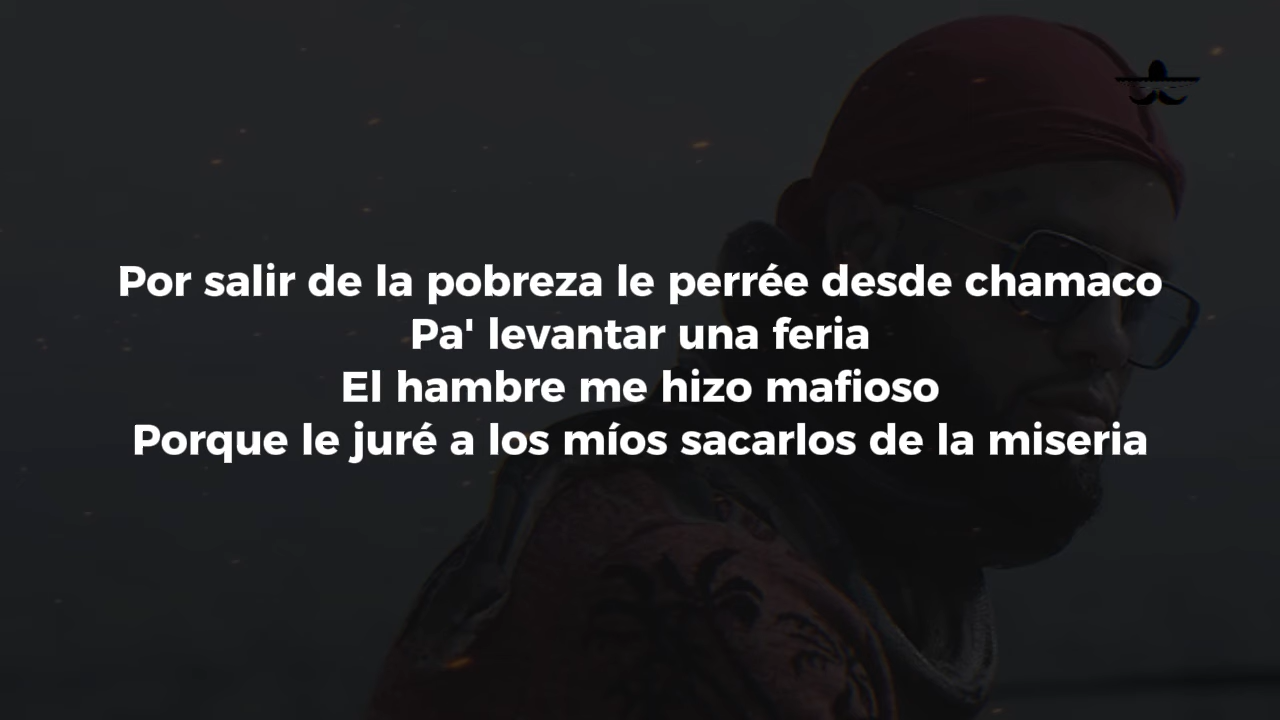 Por salir de la pobreza le perrée desde chamaco
Pa' levantar una feria
El hambre me hizo mafioso
Porque le juré a los míos sacarlos de la miseria